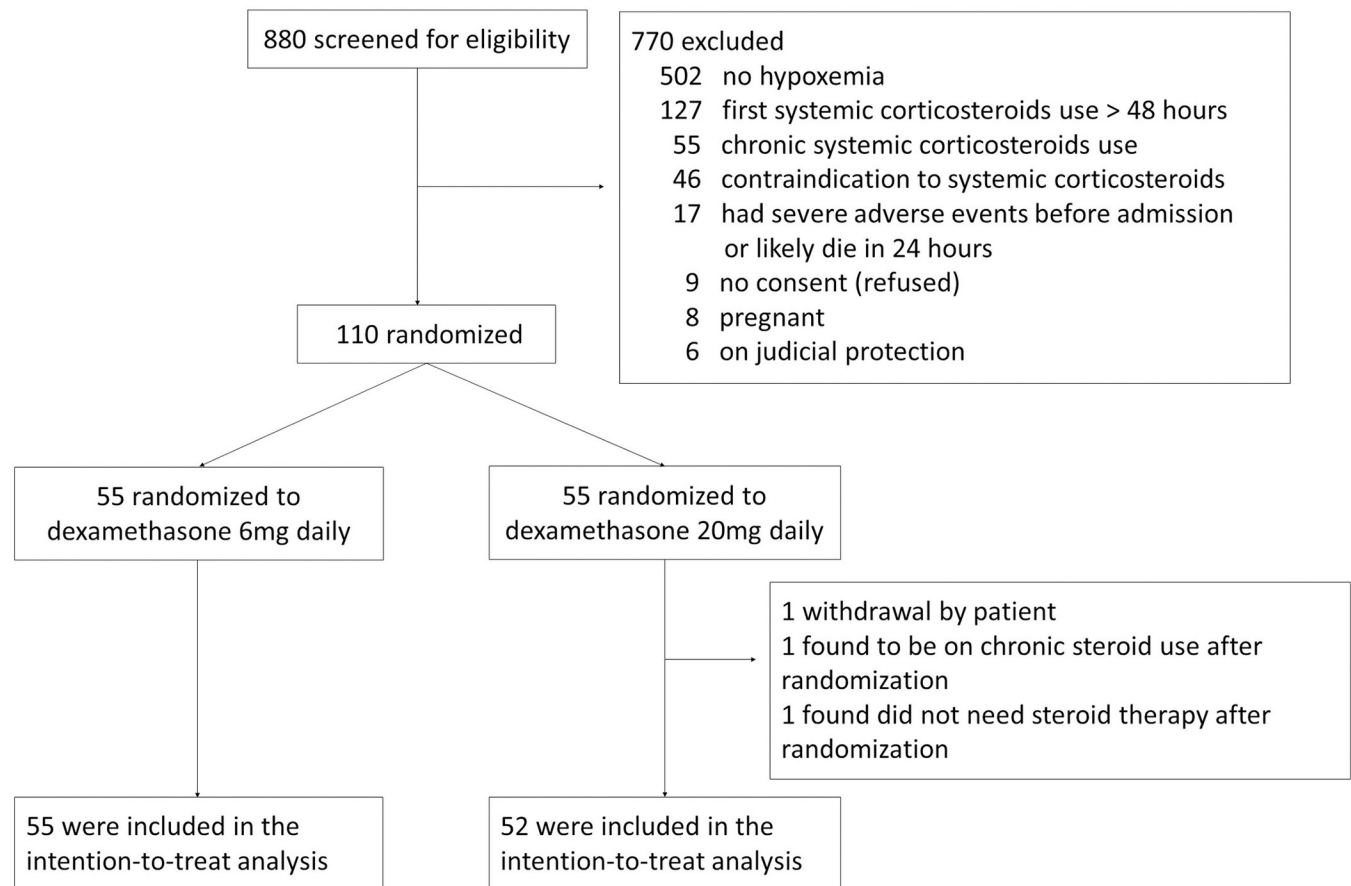 880 screened for eligibility
770 excluded
502 no hypoxemia
127 first systemic corticosteroids use > 48 hours
55 chronic systemic corticosteroids use
46 contraindication to systemic corticosteroids
17 had severe adverse events before admission
or likely die in 24 hours
9 no consent (refused)
8 pregnant
6 on judicial protection
110 randomized
55 randomized to
dexamethasone 6mg daily
55 randomized to
dexamethasone 20mg daily
1 withdrawal by patient
1 found to be on chronic steroid use after
randomization
1 found did not need steroid therapy after
randomization
55 were included in the
intention-to-treat analysis
52 were included in the
intention-to-treat analysis